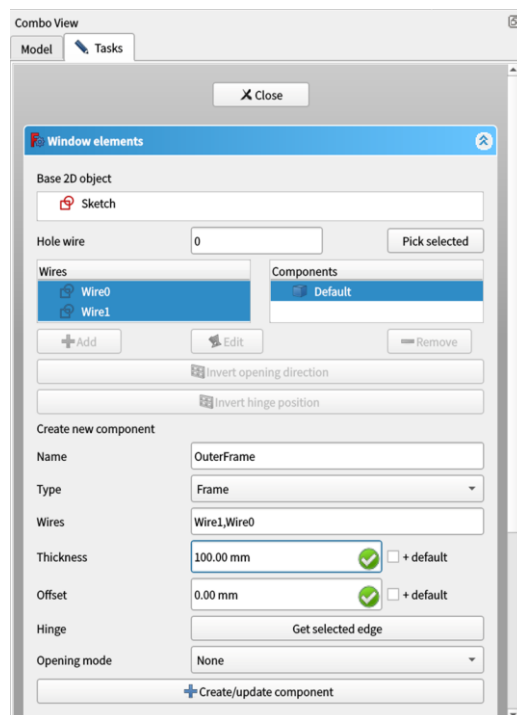 Combo View
Model Tasks
Close
Window elements
Base 2D object
Sketch
Hole wire 0 Pick selected
Wires Components
Wire0 Default
Wire1
Add Edit Remove
Invert opening direction
Invert hinge position
Create new component
Name OuterFrame
Type Frame
Wires Wire1,Wire0
Thickness 100.00 mm + default
Offset 0.00 mm + default
Hinge Get selected edge
Opening mode None
Create/update component